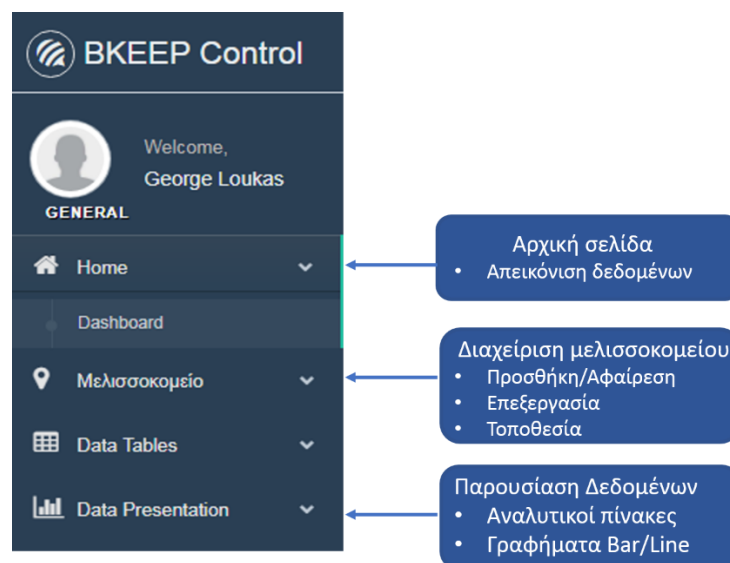 BKEEP Control
Welcome,
George Loukas
GENERAL
Home
Dashboard
Μελισσοκομείο
Data Tables
Data Presentation
Αρχική σελίδα
• Απεικόνιση δεδομένων
Διαχείριση μελισσοκομείου
• Προσθήκη/Αφαίρεση
• Επεξεργασία
• Τοποθεσία
Παρουσίαση Δεδομένων
• Αναλυτικοί πίνακες
• Γραφήματα Bar/Line